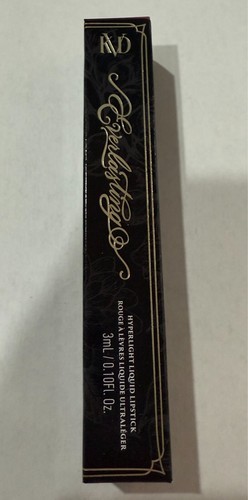 KVD
Everlasting
HYPERLIGHT LIQUID LIPSTICK
ROUGE À LÈVRES LIQUIDE ULTRALÉGER
3mL / 0.10Fl. Oz.